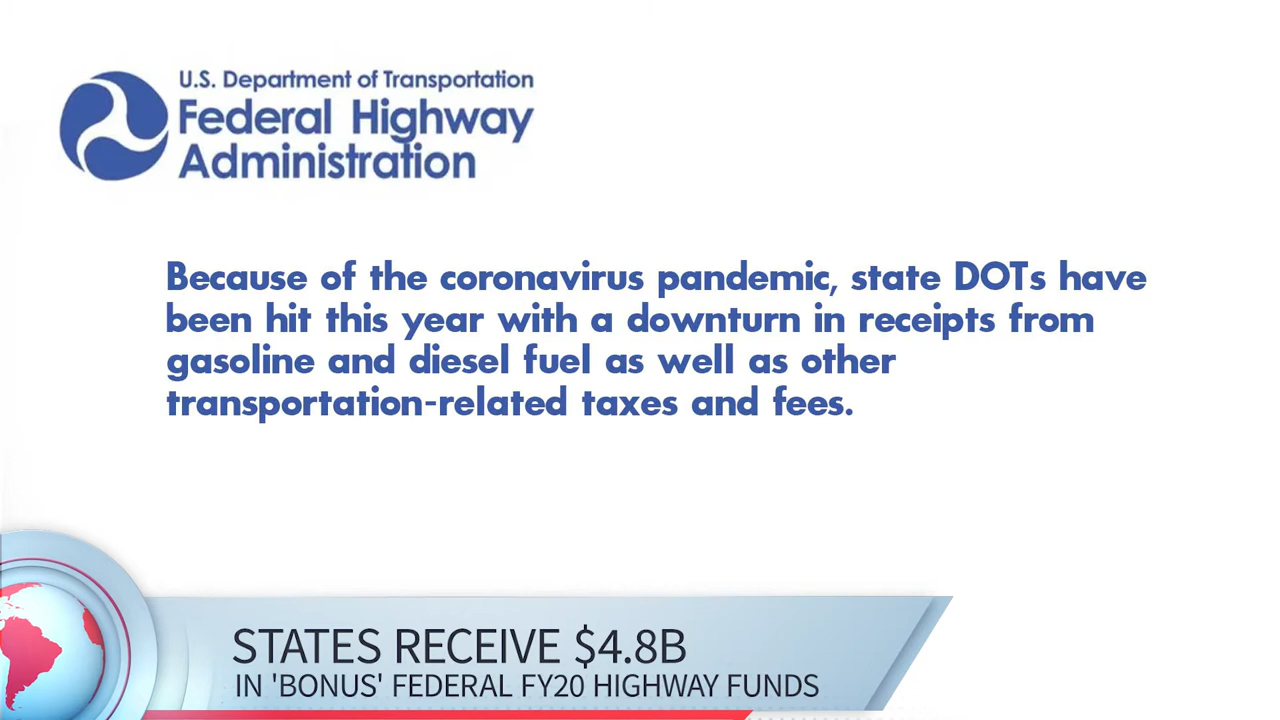 U.S. Department of Transportation
Federal Highway
Administration
Because of the coronavirus pandemic, state DOTs have
been hit this year with a downturn in receipts from
gasoline and diesel fuel as well as other
transportation-related taxes and fees.
STATES RECEIVE $4.8B
IN 'BONUS' FEDERAL FY20 HIGHWAY FUNDS